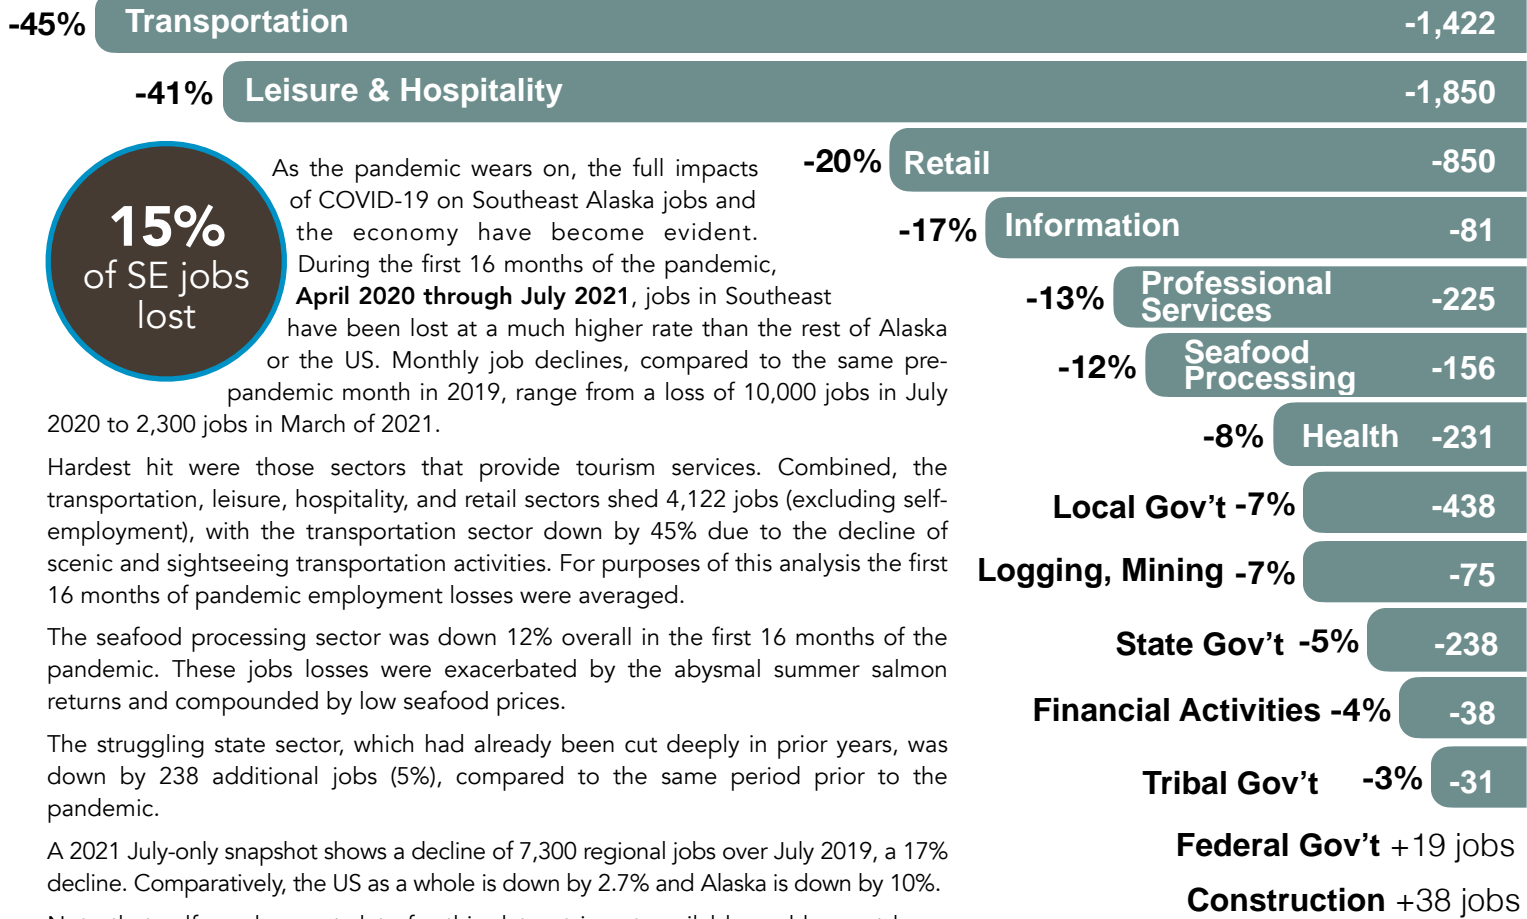 -45% Transportation -1,422
-41% Leisure & Hospitality -1,850
-20% Retail -850
-17% Information -81
-13% Professional Services -225
-12% Seafood Processing -156
-8% Health -231
Local Gov’t -7% -438
Logging, Mining -7% -75
State Gov’t -5% -238
Financial Activities -4% -38
Tribal Gov’t -3% -31
Federal Gov’t +19 jobs
Construction +38 jobs
15%
of SE jobs
lost
As the pandemic wears on, the full impacts
of COVID-19 on Southeast Alaska jobs and
the economy have become evident.
During the first 16 months of the pandemic,
April 2020 through July 2021, jobs in Southeast
have been lost at a much higher rate than the rest of Alaska
or the US. Monthly job declines, compared to the same pre-
pandemic month in 2019, range from a loss of 10,000 jobs in July
2020 to 2,300 jobs in March of 2021.
Hardest hit were those sectors that provide tourism services. Combined, the
transportation, leisure, hospitality, and retail sectors shed 4,122 jobs (excluding self-
employment), with the transportation sector down by 45% due to the decline of
scenic and sightseeing transportation activities. For purposes of this analysis the first
16 months of pandemic employment losses were averaged.
The seafood processing sector was down 12% overall in the first 16 months of the
pandemic. These jobs losses were exacerbated by the abysmal summer salmon
returns and compounded by low seafood prices.
The struggling state sector, which had already been cut deeply in prior years, was
down by 238 additional jobs (5%), compared to the same period prior to the
pandemic.
A 2021 July-only snapshot shows a decline of 7,300 regional jobs over July 2019, a 17%
decline. Comparatively, the US as a whole is down by 2.7% and Alaska is down by 10%.